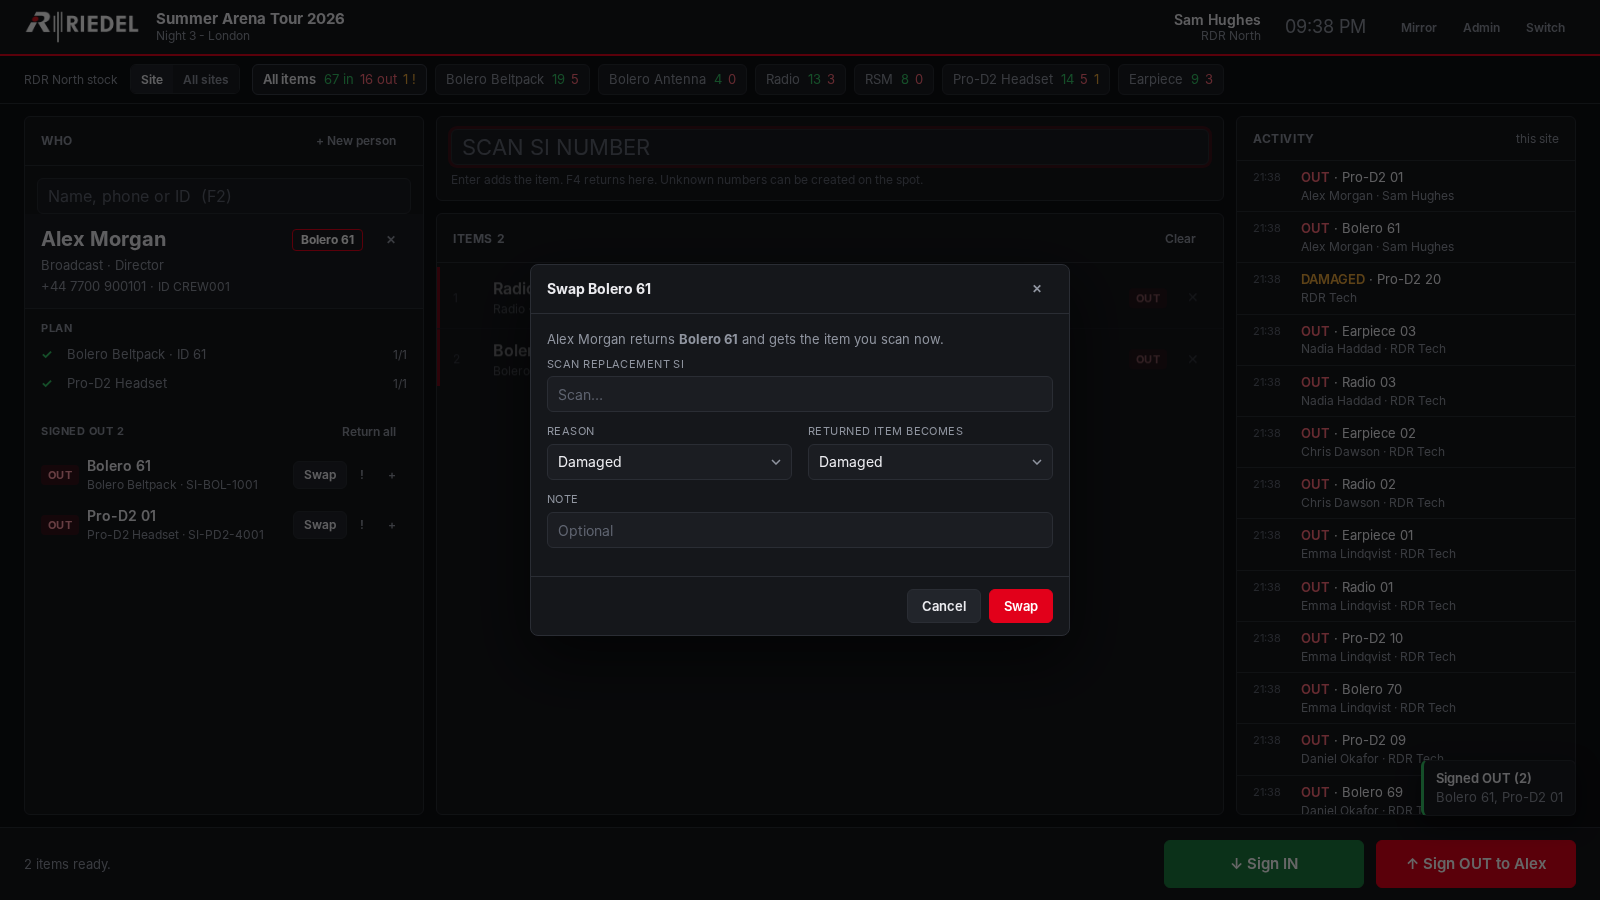 RIEDEL
Summer Arena Tour 2026
Night 3 - London
Sam Hughes
RDR North
09:38 PM
Mirror
Admin
Switch
RDR North stock
Site
All sites
All items 67 in 16 out 1 !
Bolero Beltpack 19 5
Bolero Antenna 4 0
Radio 13 3
RSM 8 0
Pro-D2 Headset 14 5 1
Earpiece 9 3
WHO
+ New person
Name, phone or ID (F2)
Alex Morgan
Bolero 61
×
Broadcast · Director
+44 7700 900101 · ID CREW001
PLAN
✓ Bolero Beltpack · ID 61 1/1
✓ Pro-D2 Headset 1/1
SIGNED OUT 2
Return all
OUT Bolero 61 Swap ! +
Bolero Beltpack · SI-BOL-1001
OUT Pro-D2 01 Swap ! +
Pro-D2 Headset · SI-PD2-4001
SCAN SI NUMBER
Enter adds the item. F4 returns here. Unknown numbers can be created on the spot.
ITEMS 2
Clear
1 OUT ×
Radio
2 OUT ×
Swap Bolero 61
×
Alex Morgan returns Bolero 61 and gets the item you scan now.
SCAN REPLACEMENT SI
Scan...
REASON
Damaged
RETURNED ITEM BECOMES
Damaged
NOTE
Optional
Cancel
Swap
ACTIVITY
this site
21:38 OUT · Pro-D2 01
Alex Morgan · Sam Hughes
21:38 OUT · Bolero 61
Alex Morgan · Sam Hughes
21:38 DAMAGED · Pro-D2 20
RDR Tech
21:38 OUT · Earpiece 03
Nadia Haddad · RDR Tech
21:38 OUT · Radio 03
Nadia Haddad · RDR Tech
21:38 OUT · Earpiece 02
Chris Dawson · RDR Tech
21:38 OUT · Radio 02
Chris Dawson · RDR Tech
21:38 OUT · Earpiece 01
Emma Lindqvist · RDR Tech
21:38 OUT · Radio 01
Emma Lindqvist · RDR Tech
21:38 OUT · Pro-D2 10
Emma Lindqvist · RDR Tech
21:38 OUT · Bolero 70
Emma Lindqvist · RDR Tech
21:38 OUT · Pro-D2 09
Daniel Okafor · RDR Tech
21:38 OUT · Bolero 69
Daniel Okafor · RDR
Signed OUT (2)
Bolero 61, Pro-D2 01
2 items ready.
↓ Sign IN
↑ Sign OUT to Alex